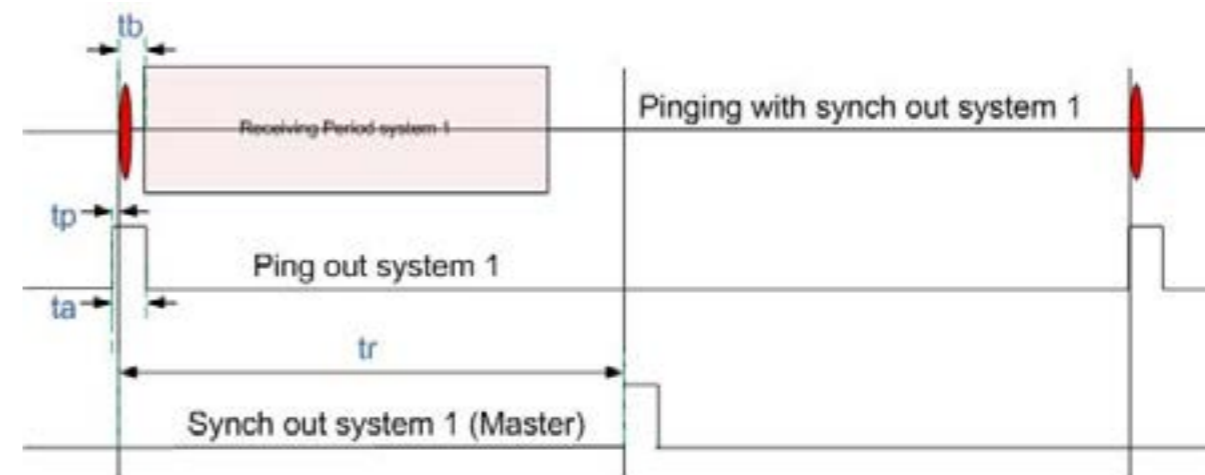 tb
Pinging with synch out system 1
Receiving Period system 1
tp
Ping out system 1
ta
tr
Synch out system 1 (Master)